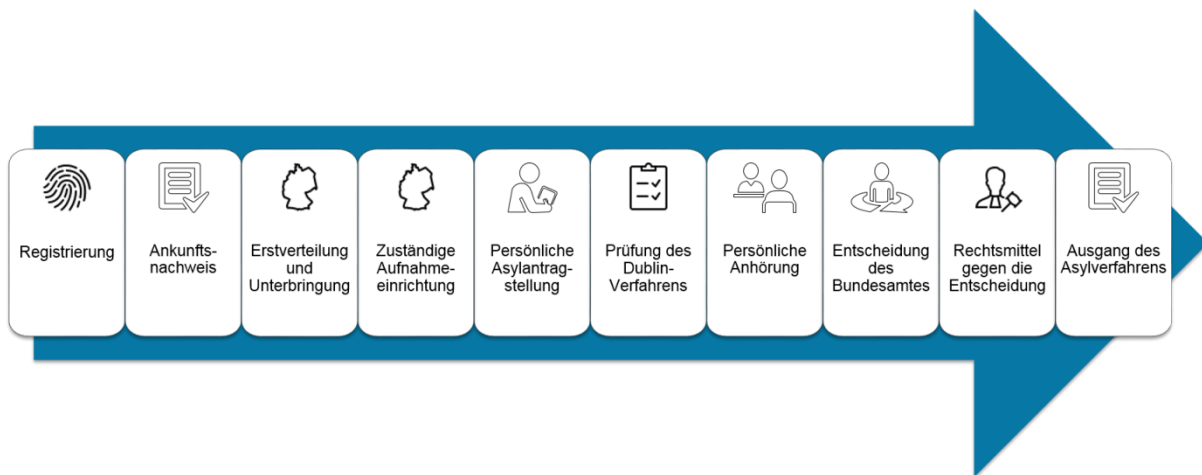 Registrierung
Ankunfts-
nachweis
Erstverteilung
und
Unterbringung
Zuständige
Aufnahme-
einrichtung
Persönliche
Asylantrag-
stellung
Prüfung des
Dublin-
Verfahrens
Persönliche
Anhörung
Entscheidung
des
Bundesamtes
Rechtsmittel
gegen die
Entscheidung
Ausgang des
Asylverfahrens